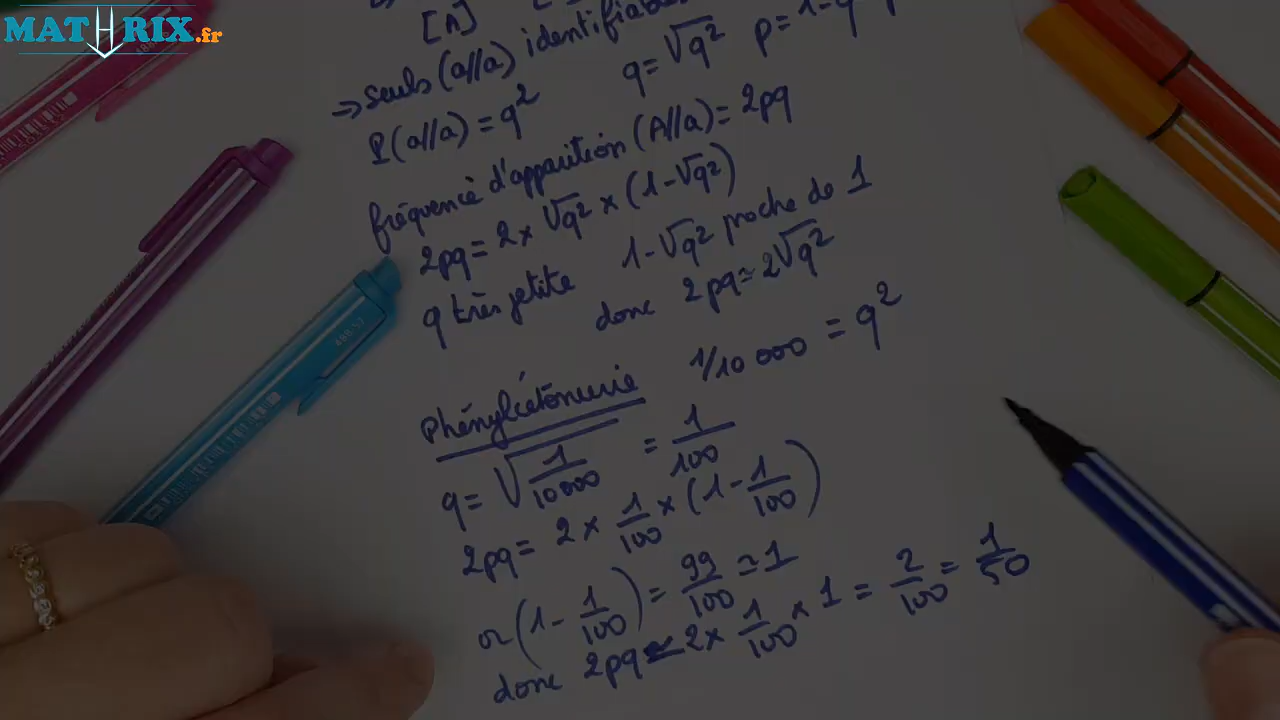 MATHRIX.fr
[A]
⇒ seuls (a//a) identifiables
q = √q² p = 1-q
P(a//a) = q²
fréquence d'apparition (A//a) = 2pq
2pq = 2 × √q² × (1-√q²)
q très petite 1-√q² proche de 1
donc 2pq ≃ 2√q²
Phénylcétonurie 1/10 000 = q²
q = √(1/10000) = 1/100
2pq = 2 × 1/100 × (1 - 1/100)
or (1 - 1/100) = 99/100 ≃ 1
donc 2pq ≃ 2 × 1/100 × 1 = 2/100 = 1/50